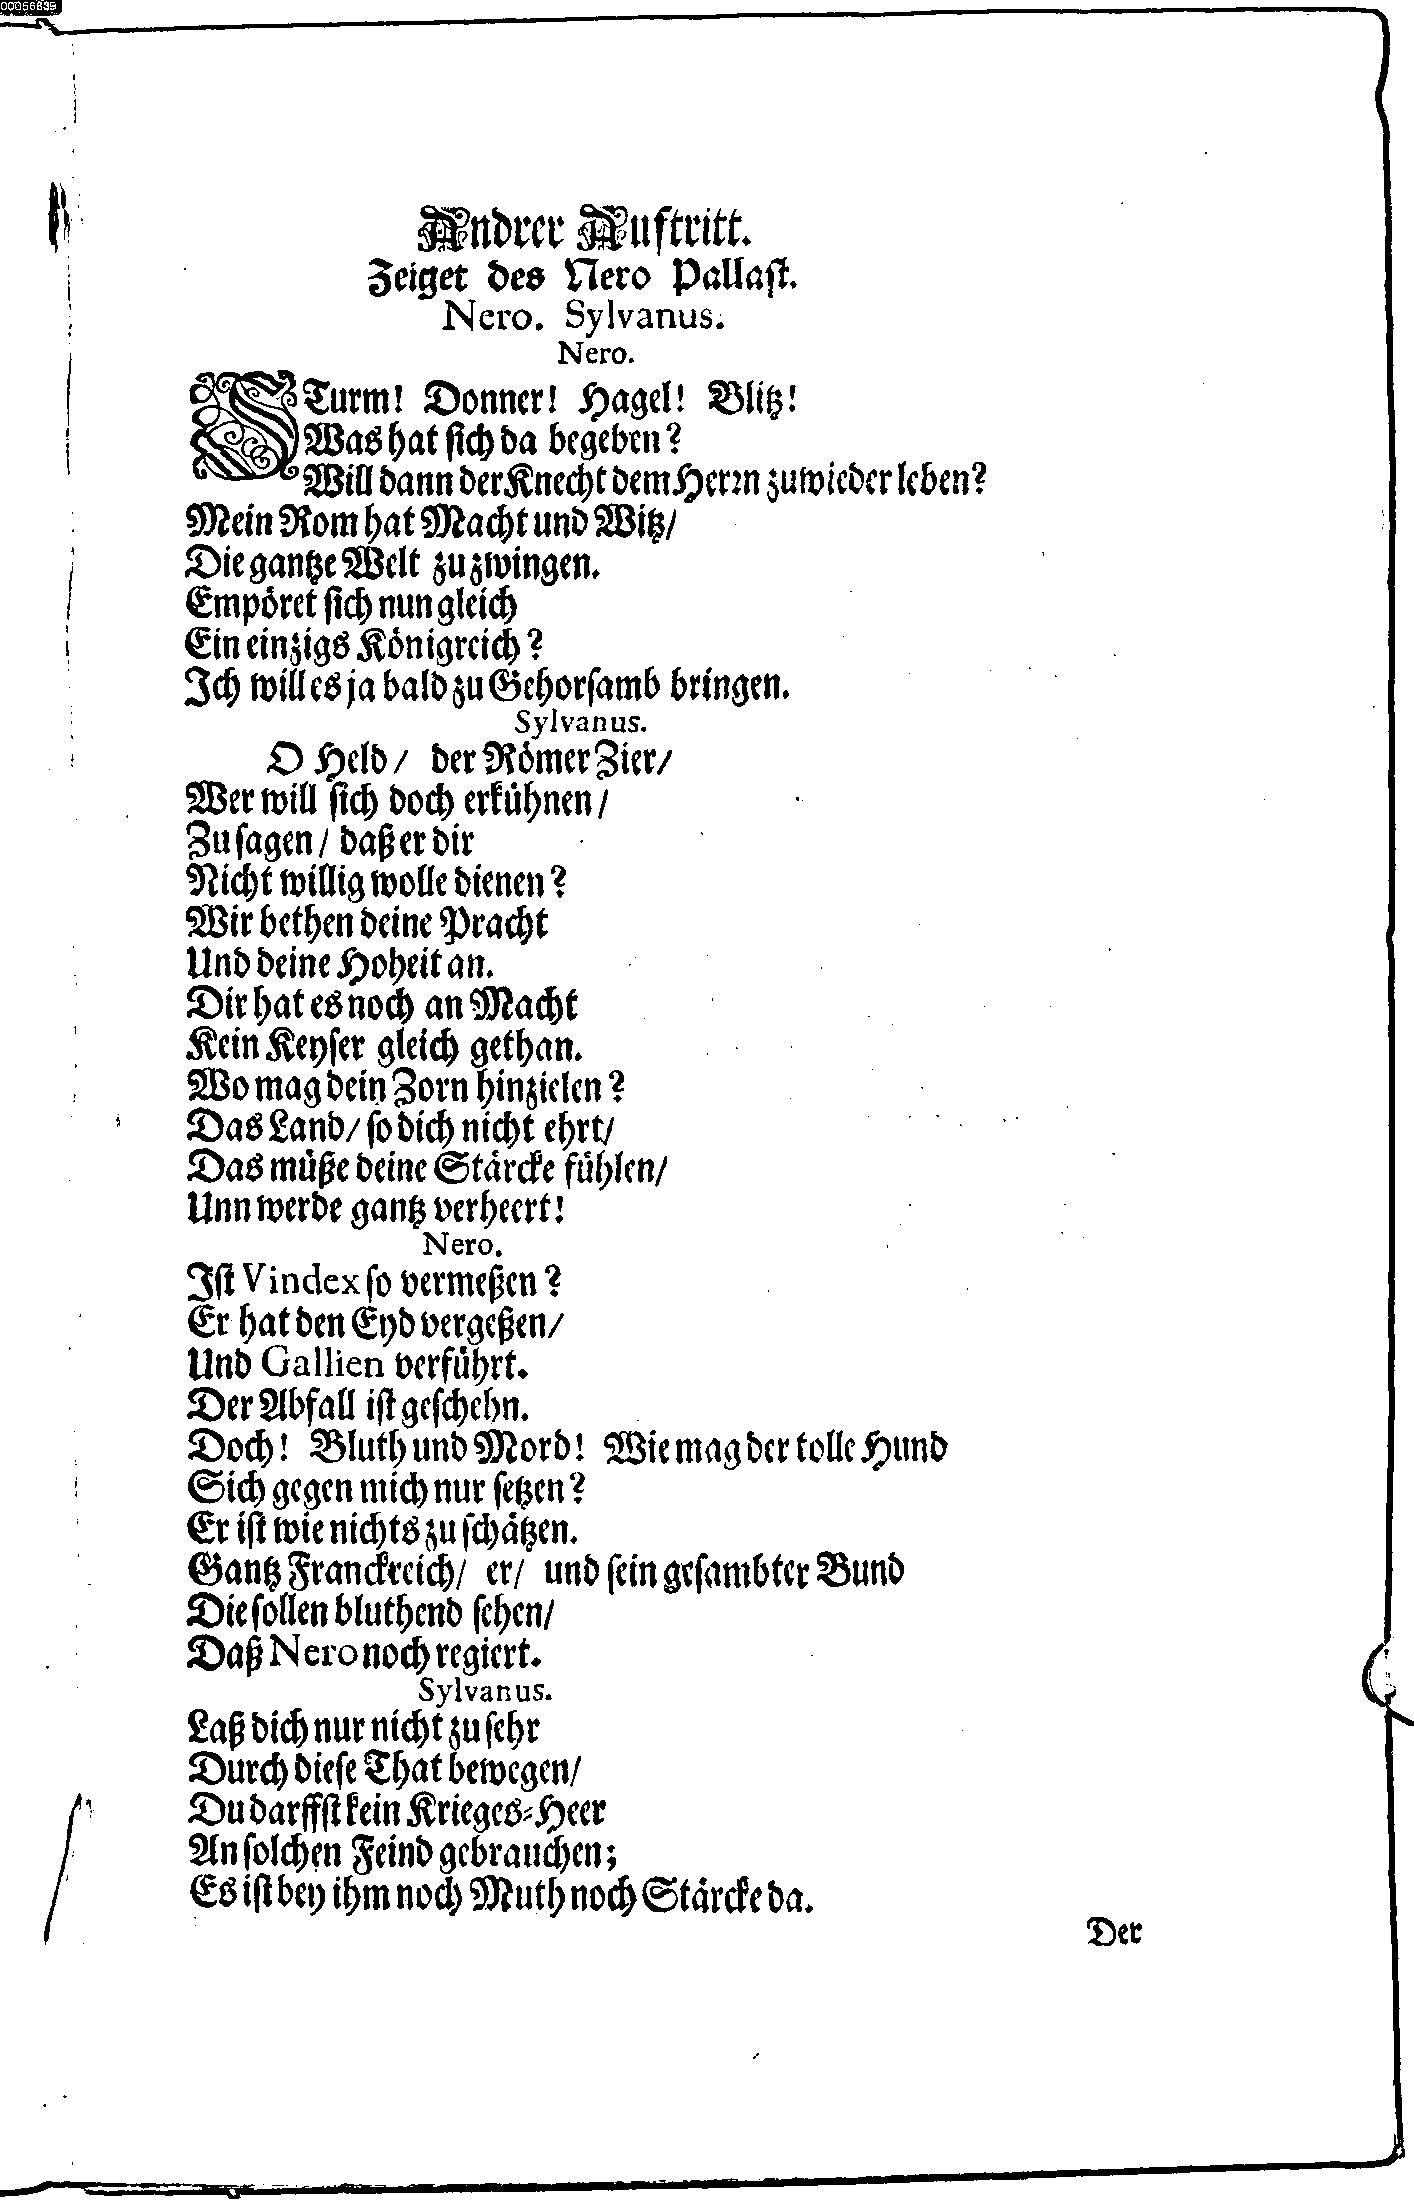 00056639
Andrer Auftritt.
Zeiget des Nero Pallast.
Nero. Sylvanus.
Nero.
STurm! Donner! Hagel! Blitz!
Was hat sich da begeben?
Will dann der Knecht dem Herrn zuwieder leben?
Mein Rom hat Macht und Witz/
Die gantze Welt zu zwingen.
Empöret sich nun gleich
Ein einzigs Königreich?
Ich will es ja bald zu Gehorsamb bringen.
Sylvanus.
O Held/ der Römer Zier/
Wer will sich doch erkühnen/
Zu sagen/ daß er dir
Nicht willig wolle dienen?
Wir bethen deine Pracht
Und deine Hoheit an.
Dir hat es noch an Macht
Kein Keyser gleich gethan.
Wo mag dein Zorn hinzielen?
Das Land/ so dich nicht ehrt/
Das müße deine Stärcke fühlen/
Unn werde gantz verheert!
Nero.
Ist Vindex so vermeßen?
Er hat den Eyd vergeßen/
Und Gallien verführt.
Der Abfall ist geschehn.
Doch! Bluth und Mord! Wie mag der tolle Hund
Sich gegen mich nur setzen?
Er ist wie nichts zu schätzen.
Gantz Franckreich/ er/ und sein gesambter Bund
Die sollen bluthend sehen/
Daß Nero noch regiert.
Sylvanus.
Laß dich nur nicht zu sehr
Durch diese That bewegen/
Du darffst kein Krieges-Heer
An solchen Feind gebrauchen;
Es ist bey ihm noch Muth noch Stärcke da.
Der